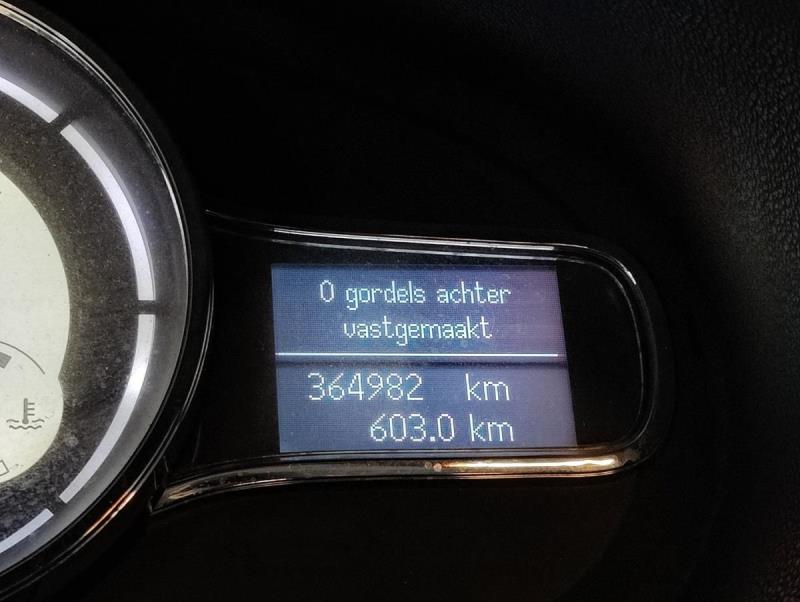 0 gordels achter
vastgemaakt
364982 km
603.0 km